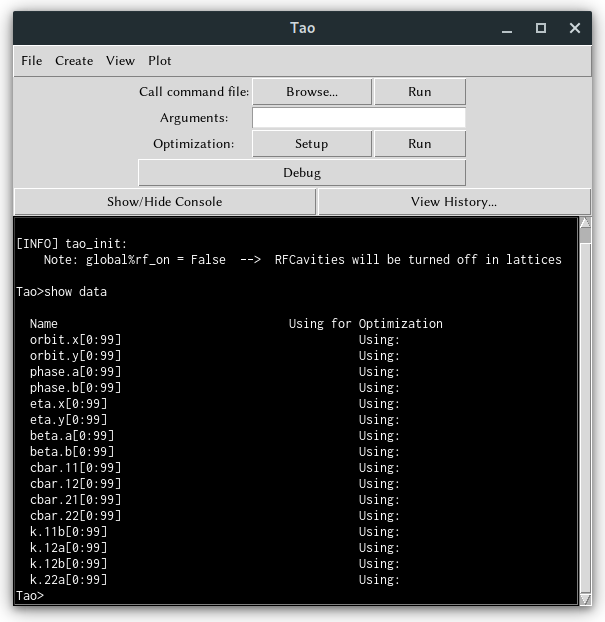 Tao
File Create View Plot
Call command file: Browse... Run
Arguments:
Optimization: Setup Run
Debug
Show/Hide Console View History...
[INFO] tao_init:
Note: global%rf_on = False --> RFCavities will be turned off in lattices
Tao>show data
Name Using for Optimization
orbit.x[0:99] Using:
orbit.y[0:99] Using:
phase.a[0:99] Using:
phase.b[0:99] Using:
eta.x[0:99] Using:
eta.y[0:99] Using:
beta.a[0:99] Using:
beta.b[0:99] Using:
cbar.11[0:99] Using:
cbar.12[0:99] Using:
cbar.21[0:99] Using:
cbar.22[0:99] Using:
k.11b[0:99] Using:
k.12a[0:99] Using:
k.12b[0:99] Using:
k.22a[0:99] Using:
Tao>